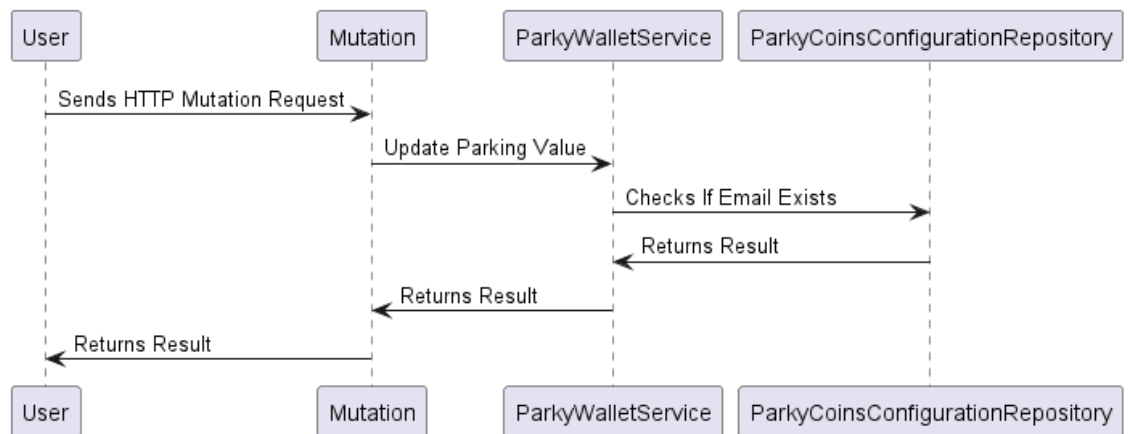 User Mutation ParkyWalletService ParkyCoinsConfigurationRepository
Sends HTTP Mutation Request
Update Parking Value
Checks If Email Exists
Returns Result
Returns Result
Returns Result
User Mutation ParkyWalletService ParkyCoinsConfigurationRepository